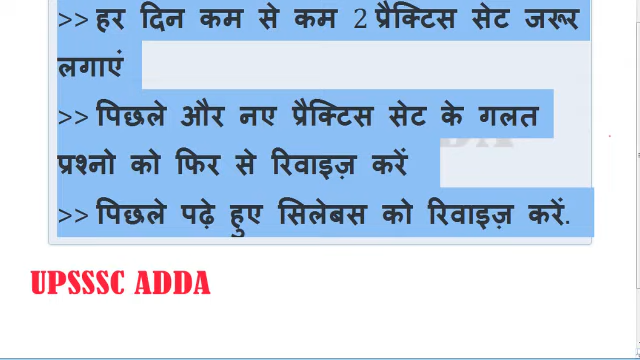 >> हर दिन कम से कम 2 प्रैक्टिस सेट जरूर
लगाएं
>> पिछले और नए प्रैक्टिस सेट के गलत
प्रश्नो को फिर से रिवाइज़ करें
>> पिछले पढ़े हुए सिलेबस को रिवाइज़ करें.
UPSSSC ADDA